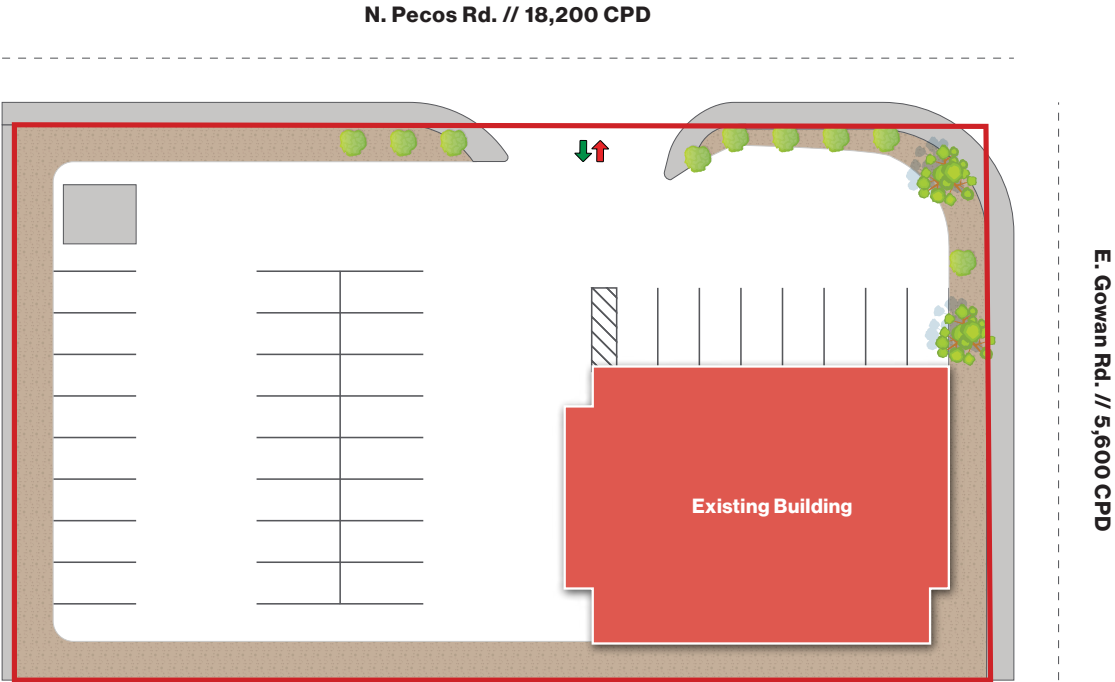 N. Pecos Rd. // 18,200 CPD
E. Gowan Rd. // 5,600 CPD
Existing Building